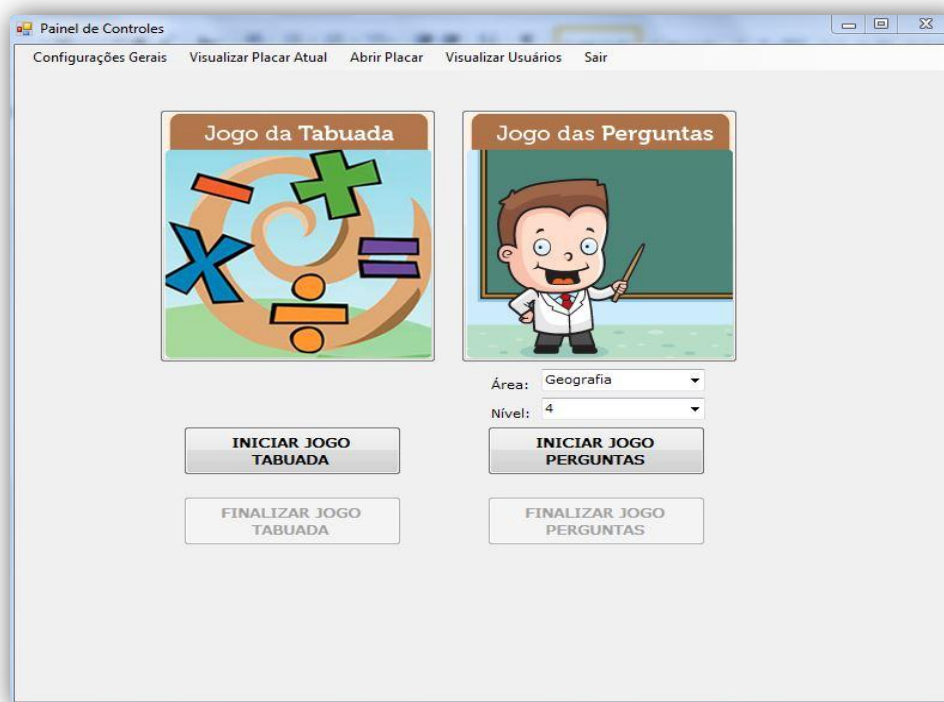 Painel de Controles
Configurações Gerais Visualizar Placar Atual Abrir Placar Visualizar Usuários Sair
Jogo da Tabuada
Jogo das Perguntas
Área: Geografia
Nível: 4
INICIAR JOGO
TABUADA
INICIAR JOGO
PERGUNTAS
FINALIZAR JOGO
TABUADA
FINALIZAR JOGO
PERGUNTAS